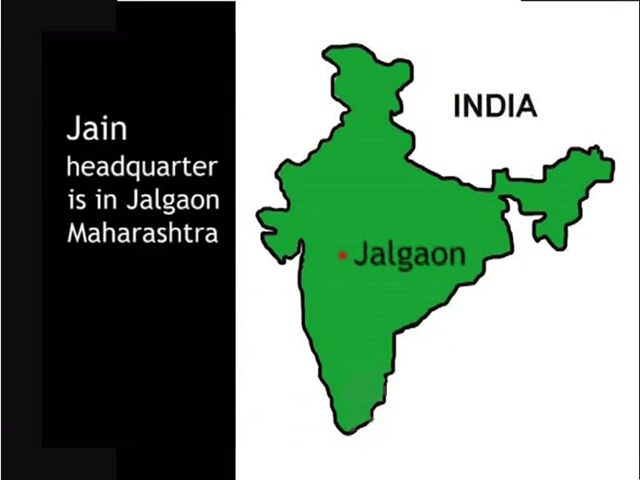 Jain
headquarter
is in Jalgaon
Maharashtra
INDIA
Jalgaon